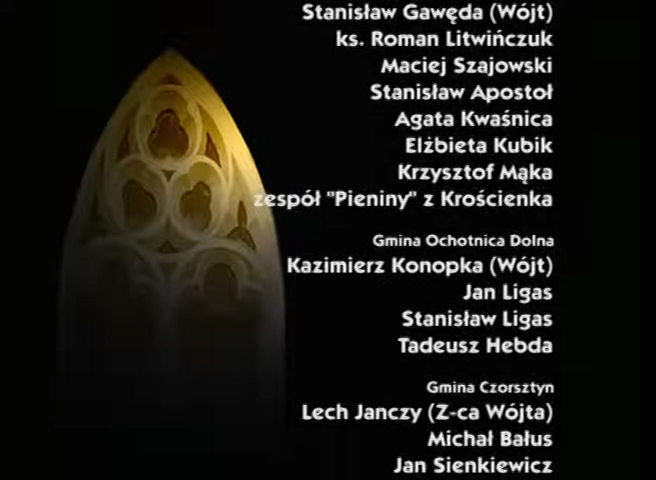 Stanisław Gawęda (Wójt)
ks. Roman Litwińczuk
Maciej Szajowski
Stanisław Apostoł
Agata Kwaśnica
Elżbieta Kubik
Krzysztof Mąka
zespół "Pieniny" z Krościenka
Gmina Ochotnica Dolna
Kazimierz Konopka (Wójt)
Jan Ligas
Stanisław Ligas
Tadeusz Hebda
Gmina Czorsztyn
Lech Janczy (Z-ca Wójta)
Michał Bałus
Jan Sienkiewicz